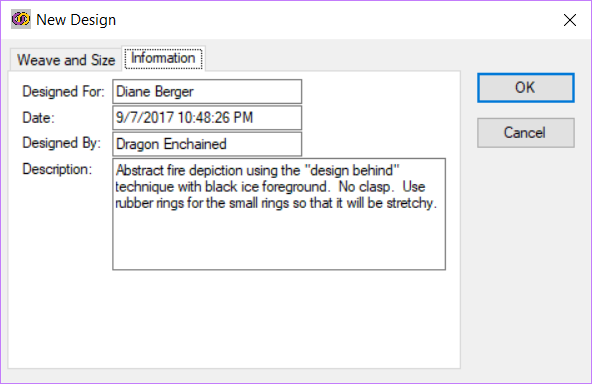 New Design
Weave and Size
Information
Designed For: Diane Berger
Date: 9/7/2017 10:48:26 PM
Designed By: Dragon Enchained
Description: Abstract fire depiction using the "design behind"
technique with black ice foreground.  No clasp.  Use
rubber rings for the small rings so that it will be stretchy.
OK
Cancel